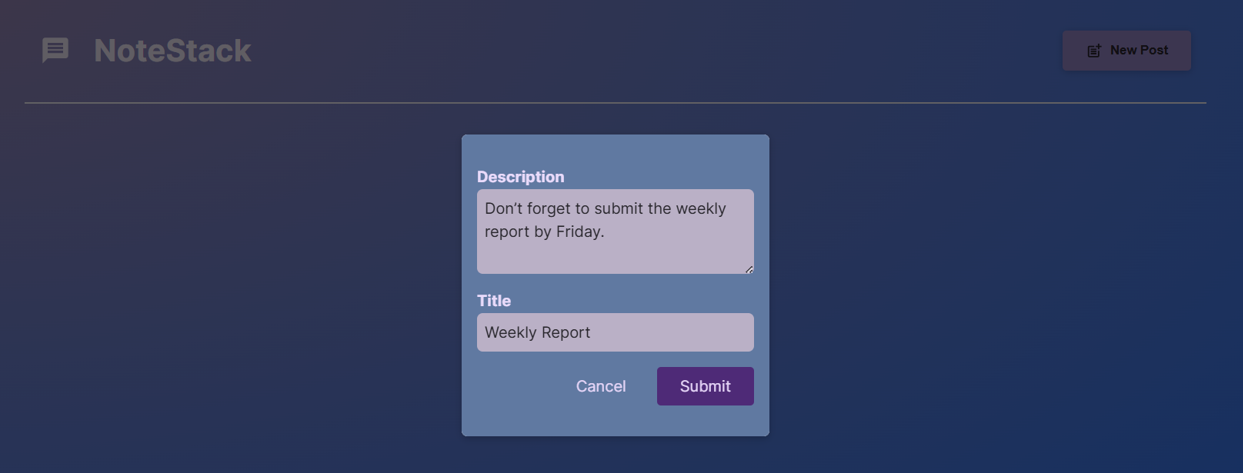 NoteStack
New Post
Description
Don’t forget to submit the weekly
report by Friday.
Title
Weekly Report
Cancel
Submit